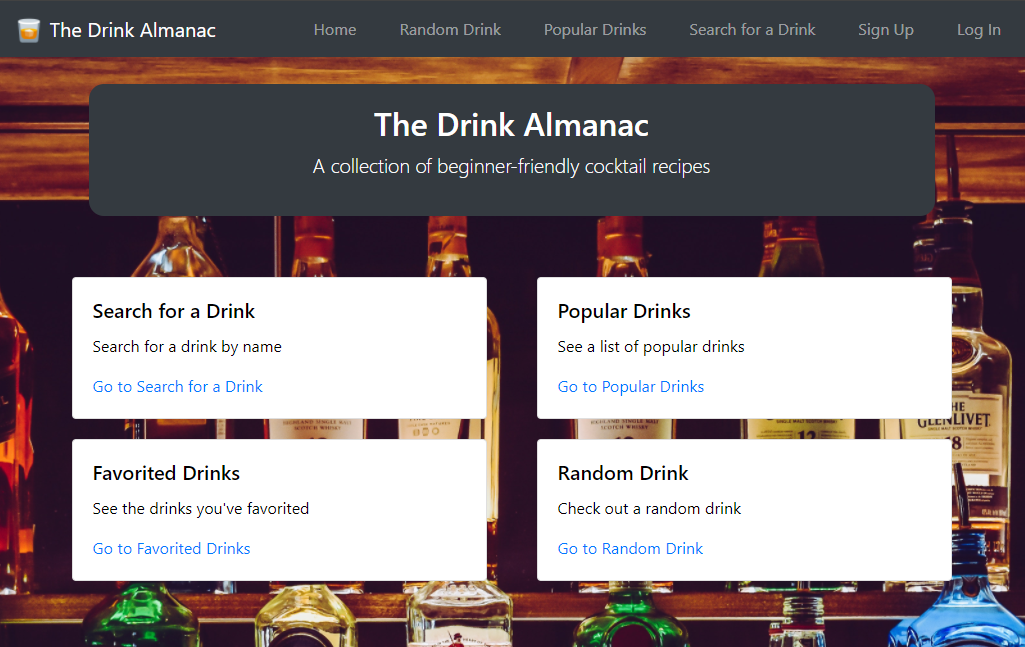 The Drink Almanac
Home
Random Drink
Popular Drinks
Search for a Drink
Sign Up
Log In
The Drink Almanac
A collection of beginner-friendly cocktail recipes
Search for a Drink
Search for a drink by name
Go to Search for a Drink
Popular Drinks
See a list of popular drinks
Go to Popular Drinks
THE
GLENLIVET
18
Favorited Drinks
See the drinks you've favorited
Go to Favorited Drinks
Random Drink
Check out a random drink
Go to Random Drink